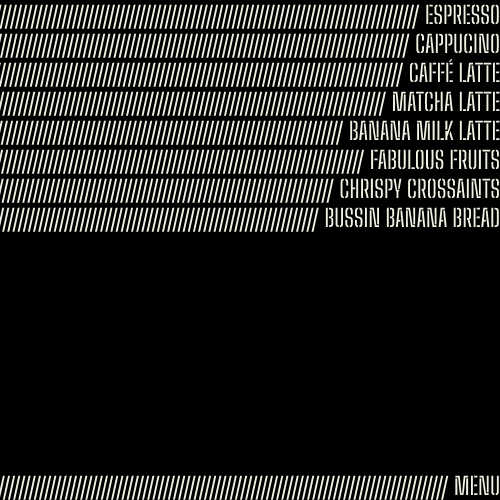 ESPRESSO
CAPPUCINO
CAFFÉ LATTE
MATCHA LATTE
BANANA MILK LATTE
FABULOUS FRUITS
CHRISPY CROSSAINTS
BUSSIN BANANA BREAD
MENU